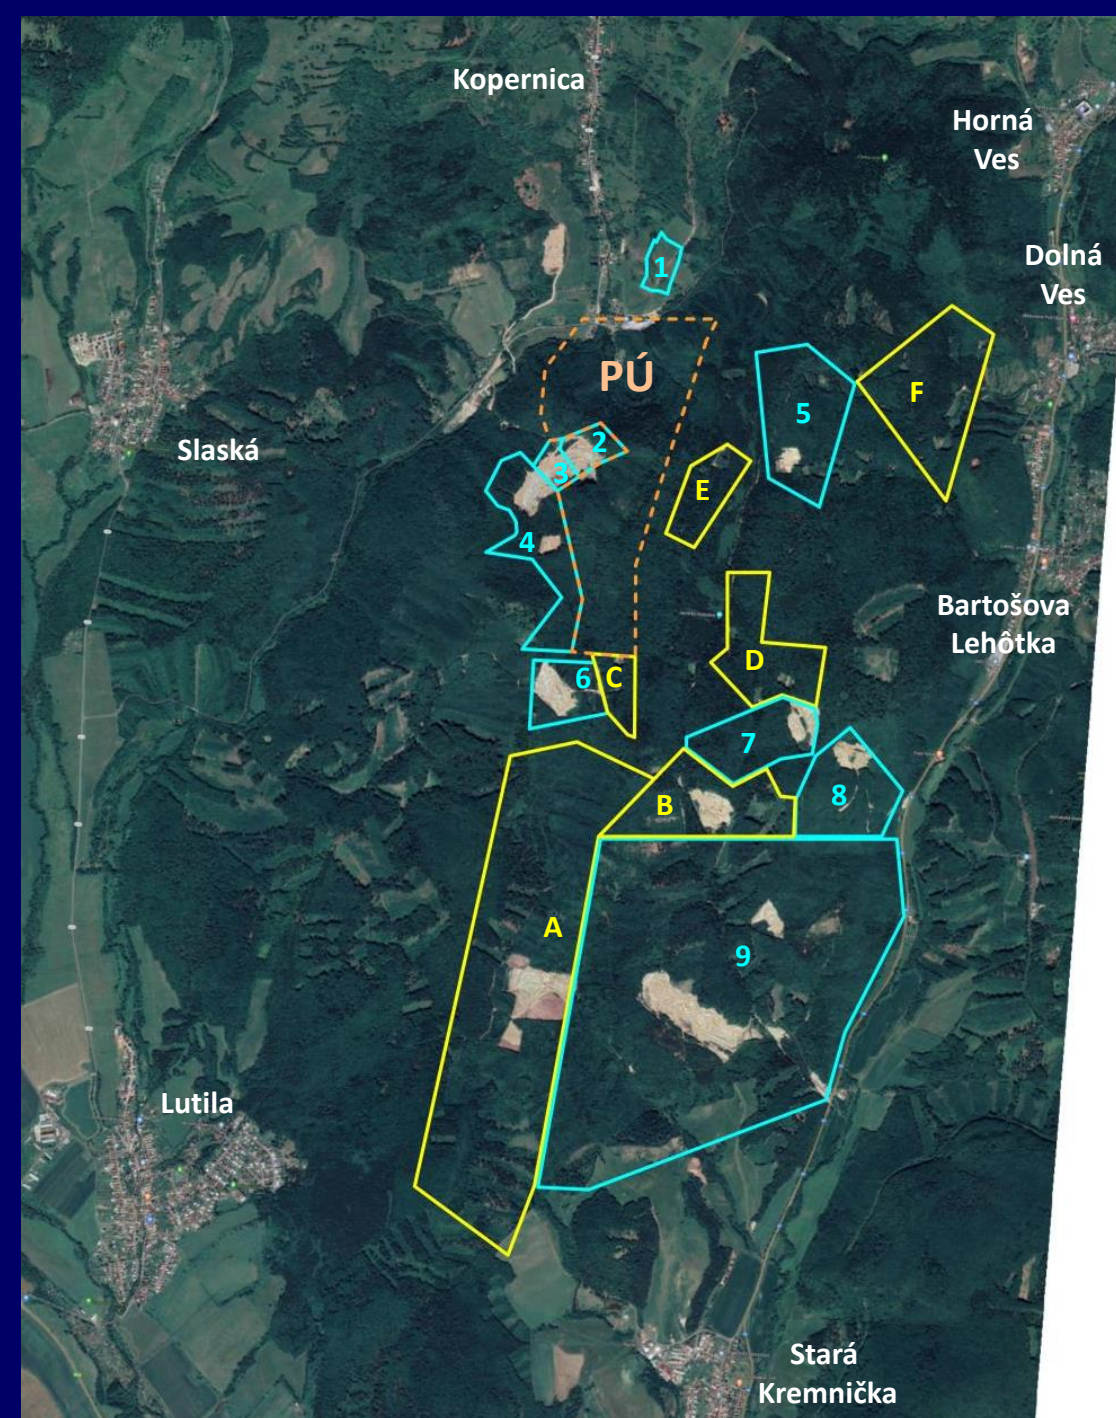 Kopernica
Horná
Ves
Dolná
Ves
1
PÚ
5
F
2
Slaská
3
E
4
Bartošova
Lehôtka
D
6
C
7
8
B
A
9
Lutila
Stará
Kremnička